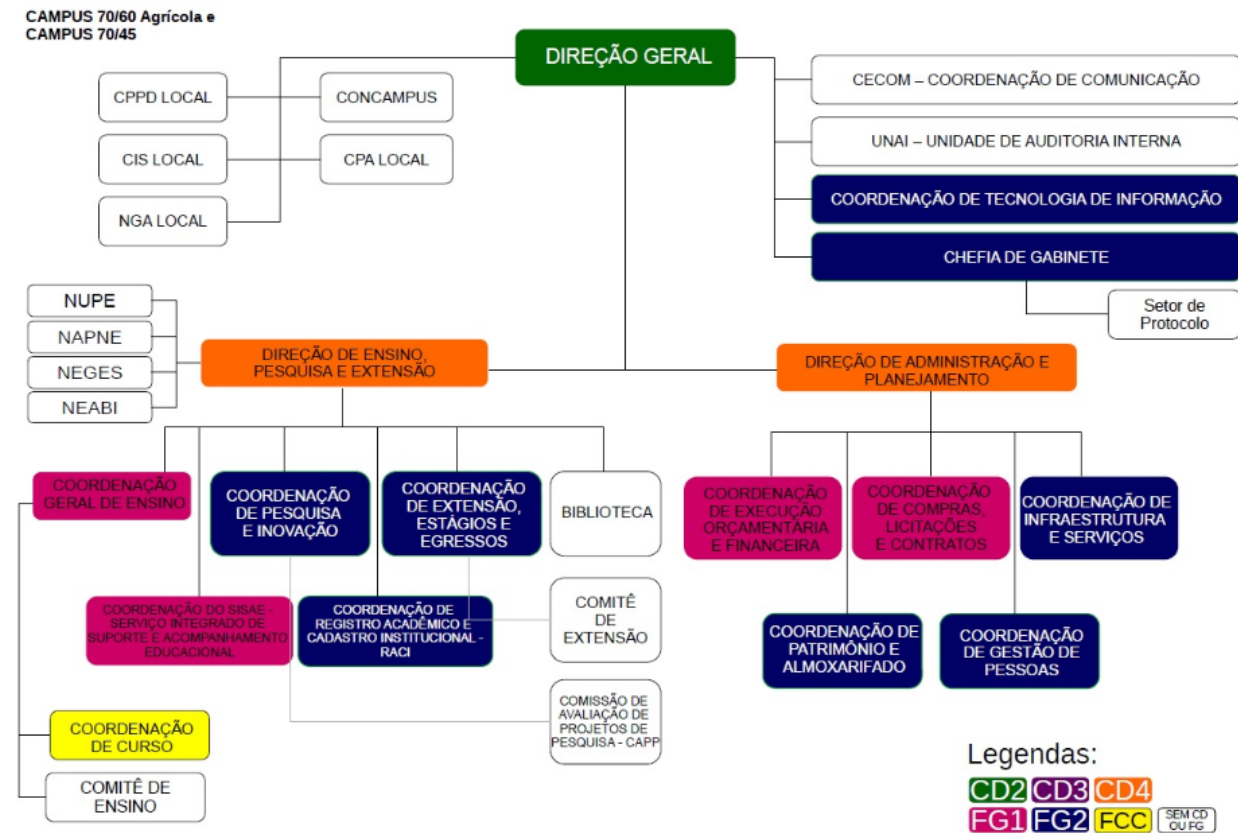 CAMPUS 70/60 Agrícola e
CAMPUS 70/45
DIREÇÃO GERAL
CPPD LOCAL
CONCAMPUS
CIS LOCAL
CPA LOCAL
NGA LOCAL
CECOM – COORDENAÇÃO DE COMUNICAÇÃO
UNAI – UNIDADE DE AUDITORIA INTERNA
COORDENAÇÃO DE TECNOLOGIA DE INFORMAÇÃO
CHEFIA DE GABINETE
Setor de
Protocolo
NUPE
NAPNE
NEGES
NEABI
DIREÇÃO DE ENSINO,
PESQUISA E EXTENSÃO
DIREÇÃO DE ADMINISTRAÇÃO E
PLANEJAMENTO
COORDENAÇÃO
GERAL DE ENSINO
COORDENAÇÃO
DE PESQUISA
E INOVAÇÃO
COORDENAÇÃO
DE EXTENSÃO,
ESTÁGIOS E
EGRESSOS
BIBLIOTECA
COORDENAÇÃO
DE EXECUÇÃO
ORÇAMENTÁRIA
E FINANCEIRA
COORDENAÇÃO
DE COMPRAS,
LICITAÇÕES
E CONTRATOS
COORDENAÇÃO DE
INFRAESTRUTURA
E SERVIÇOS
COORDENAÇÃO DO SISAE -
SERVIÇO INTEGRADO DE
SUPORTE E ACOMPANHAMENTO
EDUCACIONAL
COORDENAÇÃO DE
REGISTRO ACADÊMICO E
CADASTRO INSTITUCIONAL -
RACI
COMITÊ
DE
EXTENSÃO
COORDENAÇÃO DE
PATRIMÔNIO E
ALMOXARIFADO
COORDENAÇÃO
DE GESTÃO DE
PESSOAS
COMISSÃO DE
AVALIAÇÃO DE
PROJETOS DE
PESQUISA - CAPP
COORDENAÇÃO
DE CURSO
COMITÊ DE
ENSINO
Legendas:
CD2 CD3 CD4
FG1 FG2 FCC SEM CD
OU FG